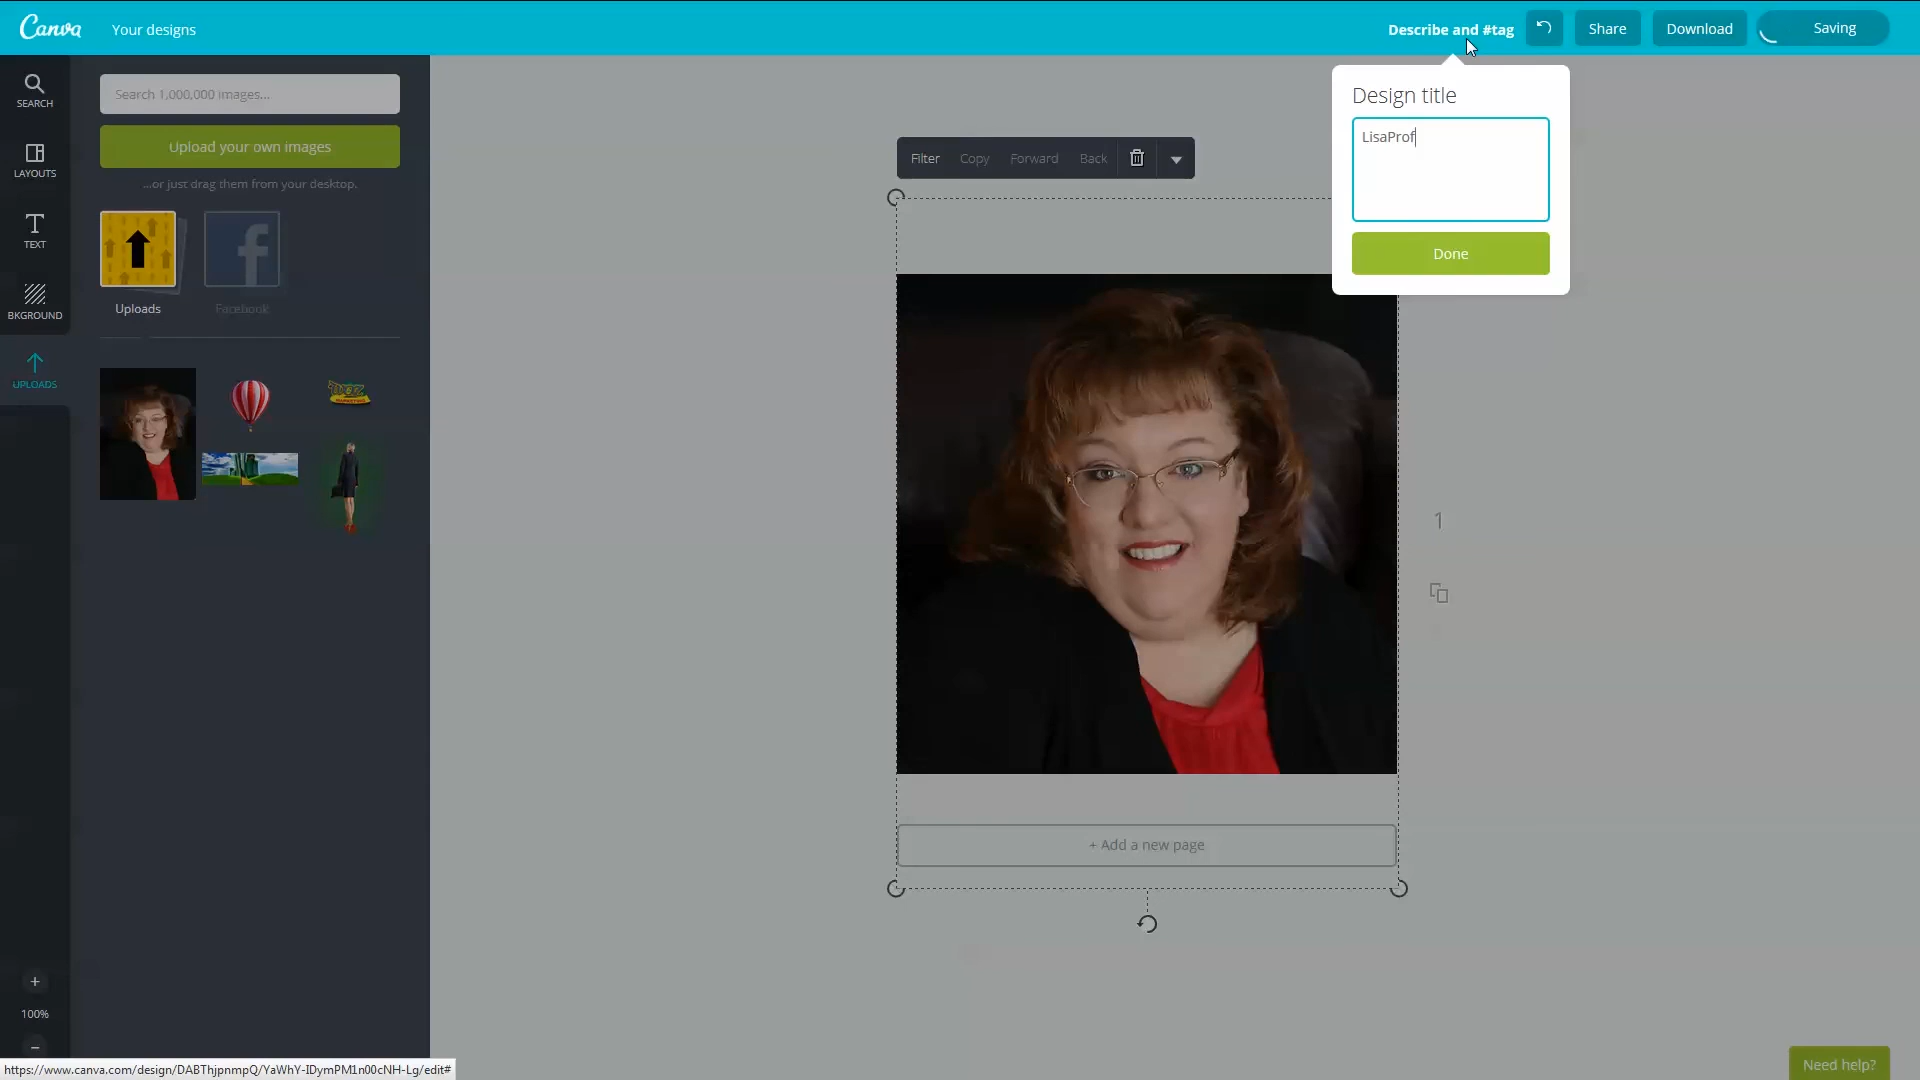 Canva
Your designs
Describe and #tag
Share
Download
Saving
SEARCH
LAYOUTS
TEXT
BKGROUND
UPLOADS
Search 1,000,000 images...
Upload your own images
...or just drag them from your desktop.
Uploads
Facebook
Filter
Copy
Forward
Back
Design title
LisaProf
Done
1
+ Add a new page
+
100%
−
https://www.canva.com/design/DABThjpnmpQ/YaWhY-IDymPM1n00cNH-Lg/edit#
Need help?